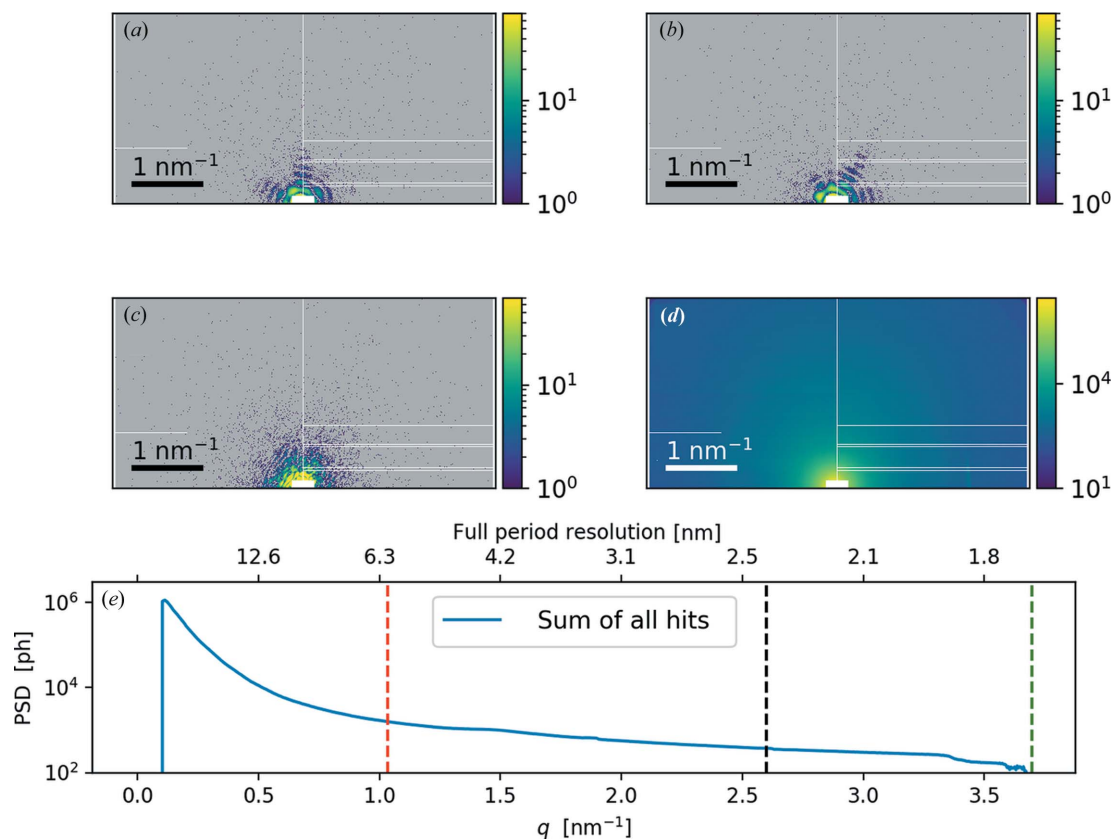 (a)
10¹
10⁰
1 nm⁻¹
(b)
10¹
10⁰
1 nm⁻¹
(c)
10¹
10⁰
1 nm⁻¹
(d)
10⁴
10¹
1 nm⁻¹
Full period resolution [nm]
12.6 6.3 4.2 3.1 2.5 2.1 1.8
(e)
Sum of all hits
PSD [ph]
10⁶
10⁴
10²
0.0 0.5 1.0 1.5 2.0 2.5 3.0 3.5
q [nm⁻¹]